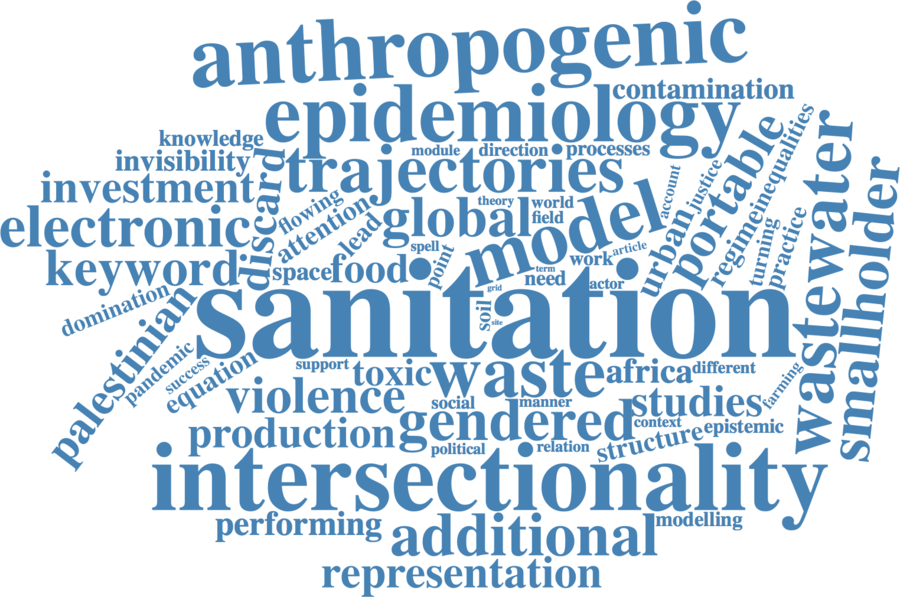 anthropogenic
epidemiology
contamination
knowledge
invisibility
investment
electronic
keyword
discard
trajectories
module
direction
processes
flowing
attention
lead
global
theory
world
field
model
account
justice
urban
portable
regime
inequalities
turning
practice
wastewater
smallholder
spell
point
space
food
work
article
term
need
actor
grid
soil
site
sanitation
domination
palestinian
pandemic
success
equation
support
toxic
waste
africa
different
farming
violence
social
manner
studies
production
gendered
context
epistemic
political
relation
structure
intersectionality
performing
additional
modelling
representation